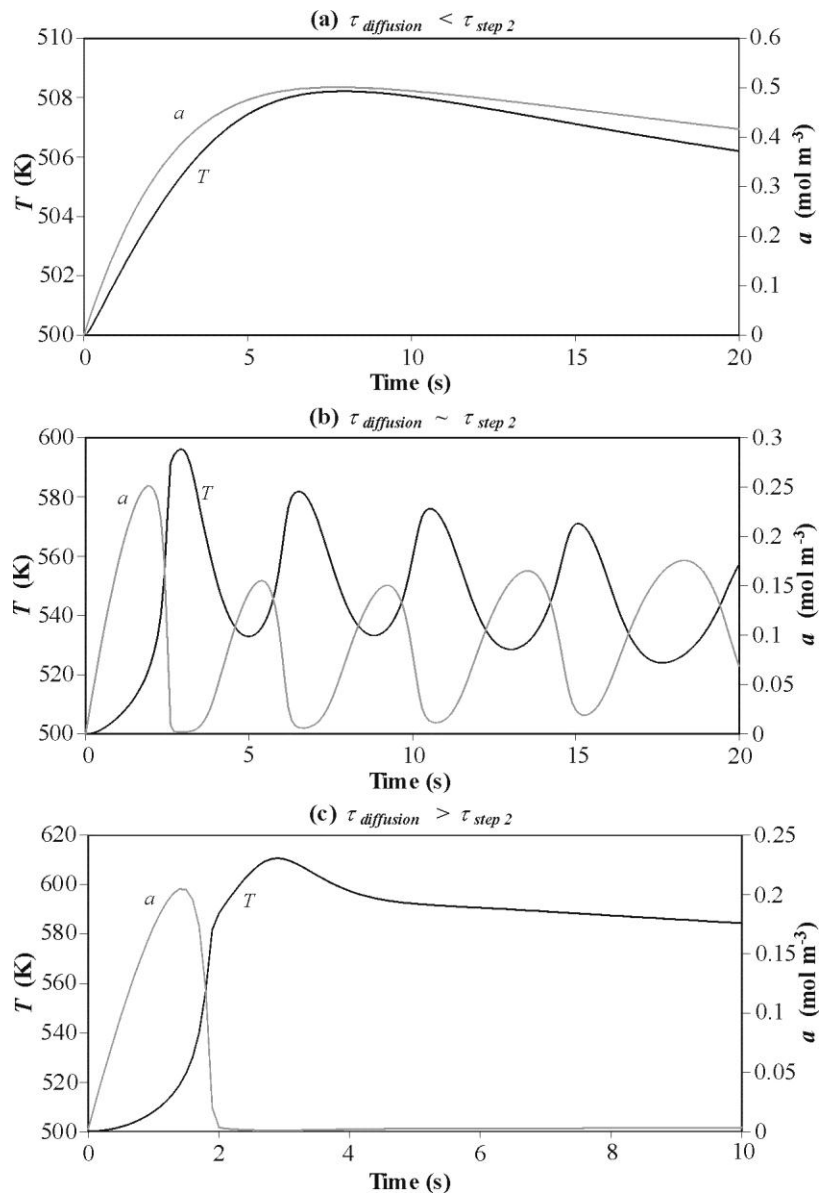 (a) τ diffusion < τ step 2
510
508
506
504
502
500
T (K)
a
T
0.6
0.5
0.4
0.3
0.2
0.1
0
a (mol m-3)
0 5 10 15 20
Time (s)
(b) τ diffusion ~ τ step 2
600
580
560
540
520
500
T (K)
a
T
0.3
0.25
0.2
0.15
0.1
0.05
0
a (mol m-3)
0 5 10 15 20
Time (s)
(c) τ diffusion > τ step 2
620
600
580
560
540
520
500
T (K)
a
T
0.25
0.2
0.15
0.1
0.05
0
a (mol m-3)
0 2 4 6 8 10
Time (s)